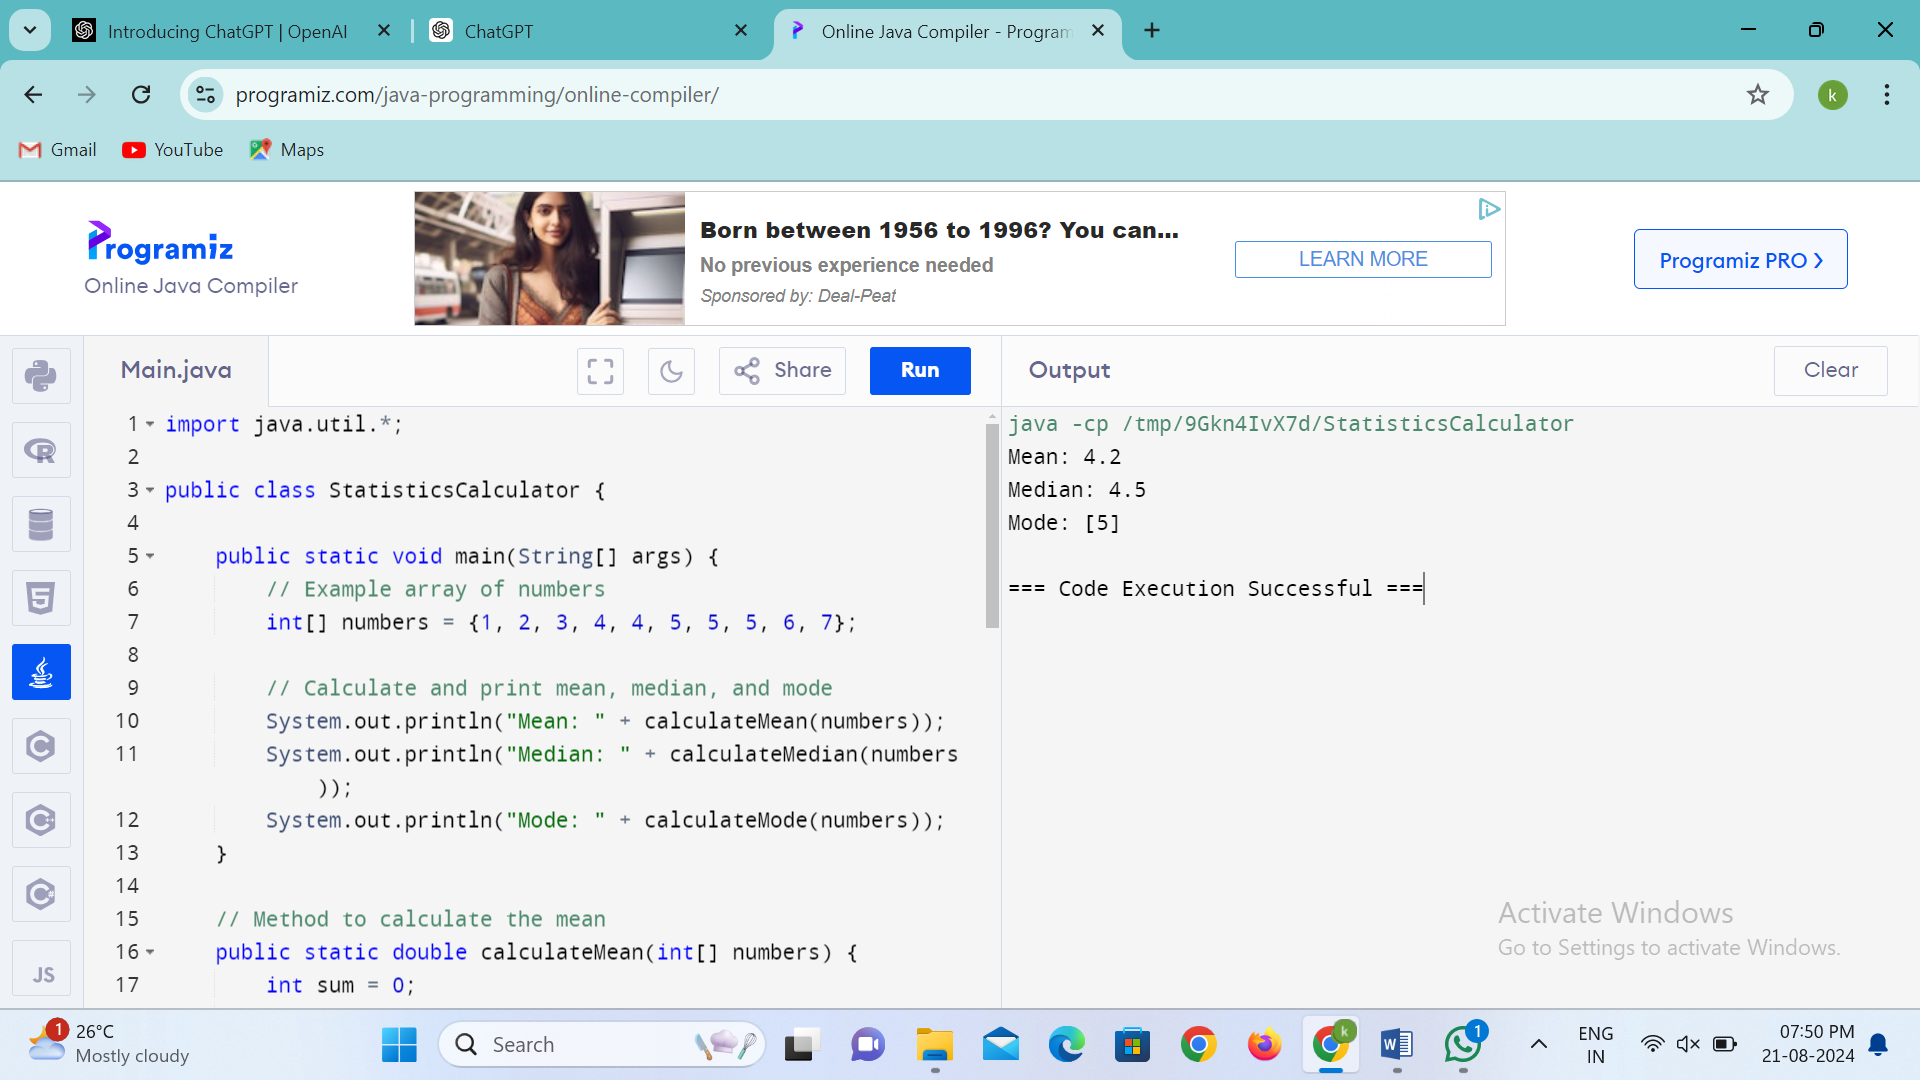 Introducing ChatGPT | OpenAI
ChatGPT
Online Java Compiler - Program
programiz.com/java-programming/online-compiler/
k
Gmail
YouTube
Maps
Programiz
Online Java Compiler
Born between 1956 to 1996? You can...
No previous experience needed
Sponsored by: Deal-Peat
LEARN MORE
Programiz PRO
Main.java
Share
Run
Output
Clear
1 import java.util.*;
2
3 public class StatisticsCalculator {
4
5 public static void main(String[] args) {
6 // Example array of numbers
7 int[] numbers = {1, 2, 3, 4, 4, 5, 5, 5, 6, 7};
8
9 // Calculate and print mean, median, and mode
10 System.out.println("Mean: " + calculateMean(numbers));
11 System.out.println("Median: " + calculateMedian(numbers
));
12 System.out.println("Mode: " + calculateMode(numbers));
13 }
14
15 // Method to calculate the mean
16 public static double calculateMean(int[] numbers) {
17 int sum = 0;
java -cp /tmp/9Gkn4IvX7d/StatisticsCalculator
Mean: 4.2
Median: 4.5
Mode: [5]
=== Code Execution Successful ===
R
5
C
C
C#
JS
Activate Windows
Go to Settings to activate Windows.
1
26°C
Mostly cloudy
Search
k
W
1
ENG
IN
07:50 PM
21-08-2024